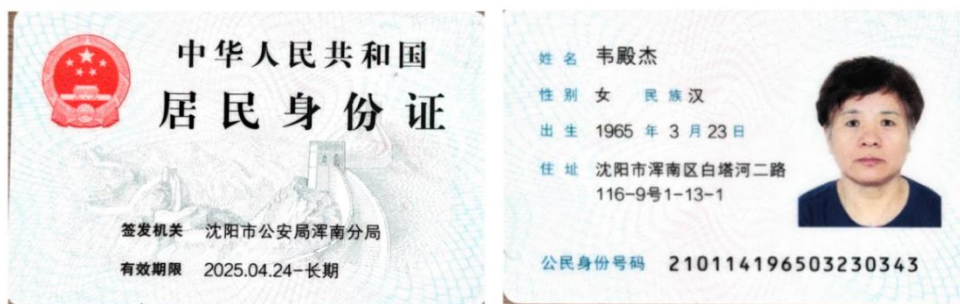 中华人民共和国
居民身份证
签发机关 沈阳市公安局浑南分局
有效期限 2025.04.24-长期
姓名 韦殿杰
性别 女 民族 汉
出生 1965 年 3 月 23 日
住址 沈阳市浑南区白塔河二路
116-9号1-13-1
公民身份号码 210114196503230343